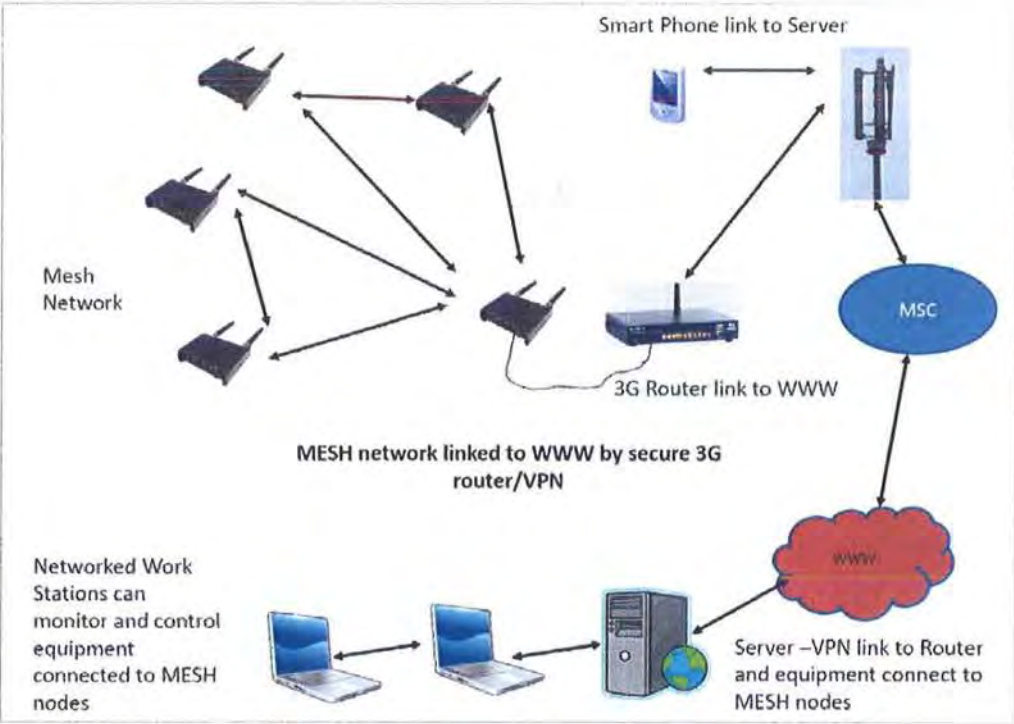 Smart Phone link to Server
Mesh
Network
MSC
3G Router link to WWW
MESH network linked to WWW by secure 3G
router/VPN
www
Networked Work
Stations can
monitor and control
equipment
connected to MESH
nodes
Server –VPN link to Router
and equipment connect to
MESH nodes